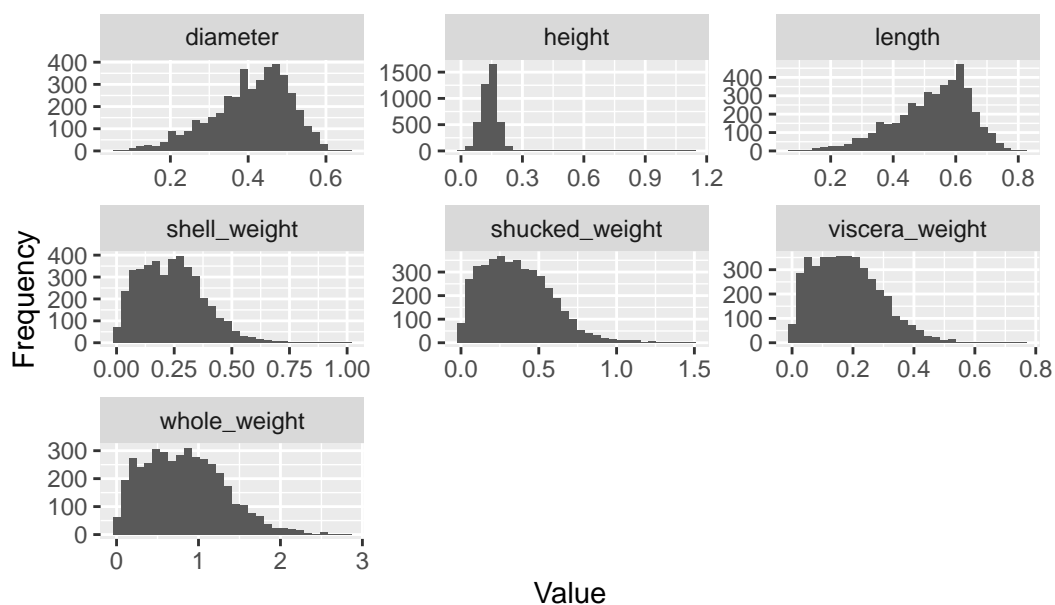 diameter height length
400
300
200
100
0
0.2 0.4 0.6
1500
1000
500
0
0.0 0.3 0.6 0.9 1.2
400
300
200
100
0
0.2 0.4 0.6 0.8
shell_weight shucked_weight viscera_weight
400
300
200
100
0
0.00 0.25 0.50 0.75 1.00
300
200
100
0
0.0 0.5 1.0 1.5
300
200
100
0
0.0 0.2 0.4 0.6 0.8
whole_weight
300
200
100
0
0 1 2 3
Frequency
Value